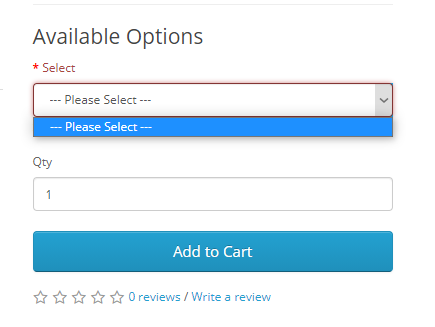 Available Options
* Select
--- Please Select ---
--- Please Select ---
Qty
1
Add to Cart
0 reviews / Write a review